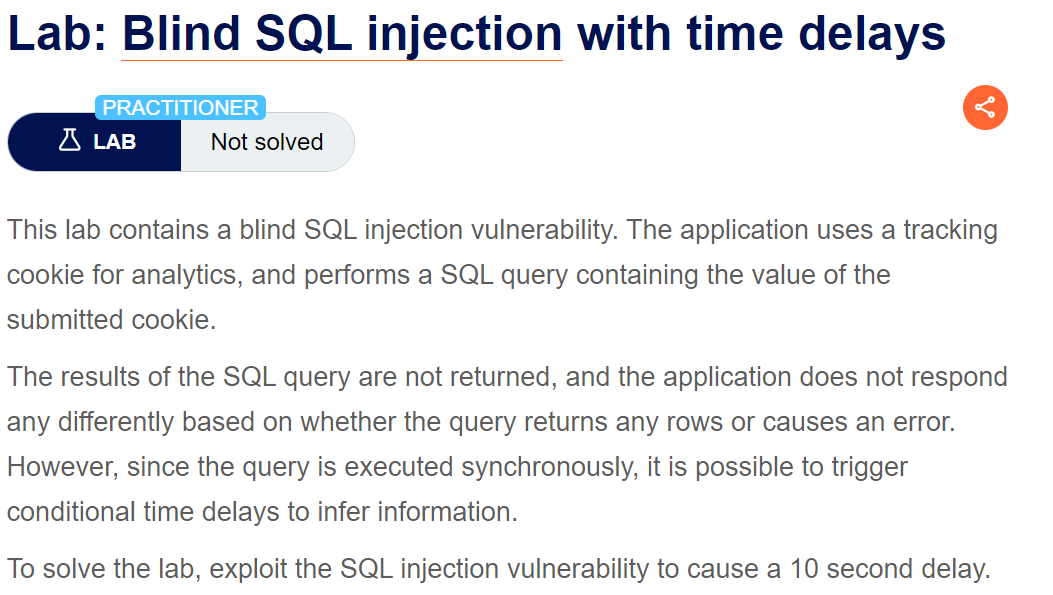 Lab: Blind SQL injection with time delays
PRACTITIONER
LAB
Not solved
This lab contains a blind SQL injection vulnerability. The application uses a tracking
cookie for analytics, and performs a SQL query containing the value of the
submitted cookie.
The results of the SQL query are not returned, and the application does not respond
any differently based on whether the query returns any rows or causes an error.
However, since the query is executed synchronously, it is possible to trigger
conditional time delays to infer information.
To solve the lab, exploit the SQL injection vulnerability to cause a 10 second delay.